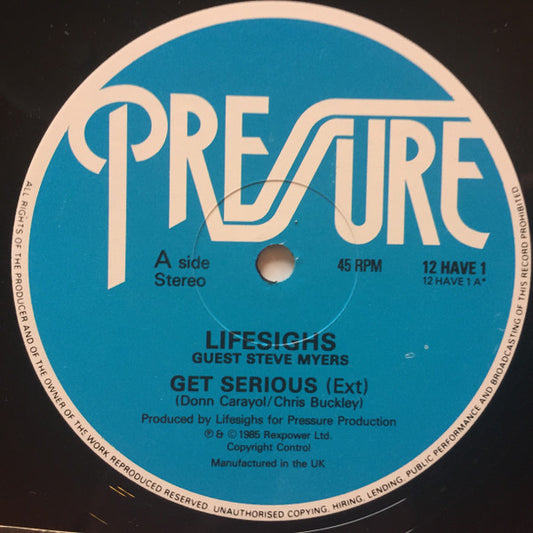 PRESSURE
A side
Stereo
45 RPM
12 HAVE 1
12 HAVE 1 A*
LIFESIGHS
GUEST STEVE MYERS
GET SERIOUS (Ext)
(Donn Carayol/Chris Buckley)
Produced by Lifesighs for Pressure Production
℗ & © 1985 Rexpower Ltd.
Copyright Control
Manufactured in the UK
ALL RIGHTS OF THE PRODUCER AND OF THE OWNER OF THE WORK REPRODUCED RESERVED. UNAUTHORISED COPYING, HIRING, LENDING, PUBLIC PERFORMANCE AND BROADCASTING OF THIS RECORD PROHIBITED